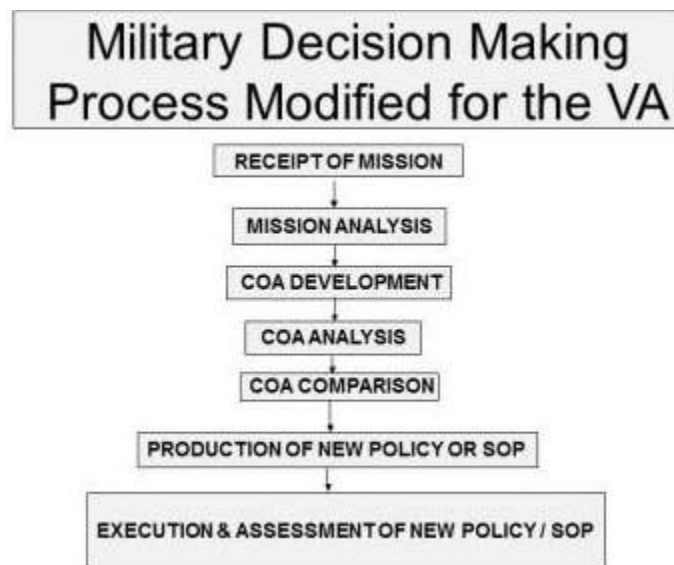 Military Decision Making
Process Modified for the VA
RECEIPT OF MISSION
MISSION ANALYSIS
COA DEVELOPMENT
COA ANALYSIS
COA COMPARISON
PRODUCTION OF NEW POLICY OR SOP
EXECUTION & ASSESSMENT OF NEW POLICY / SOP